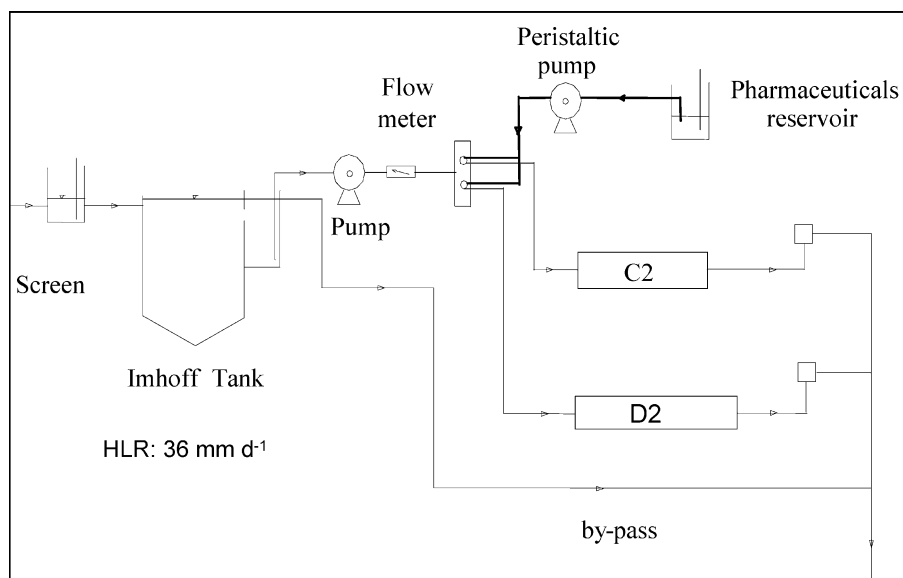 Peristaltic
pump
Flow
meter
Pharmaceuticals
reservoir
Pump
Screen
C2
Imhoff Tank
D2
HLR: 36 mm d-1
by-pass